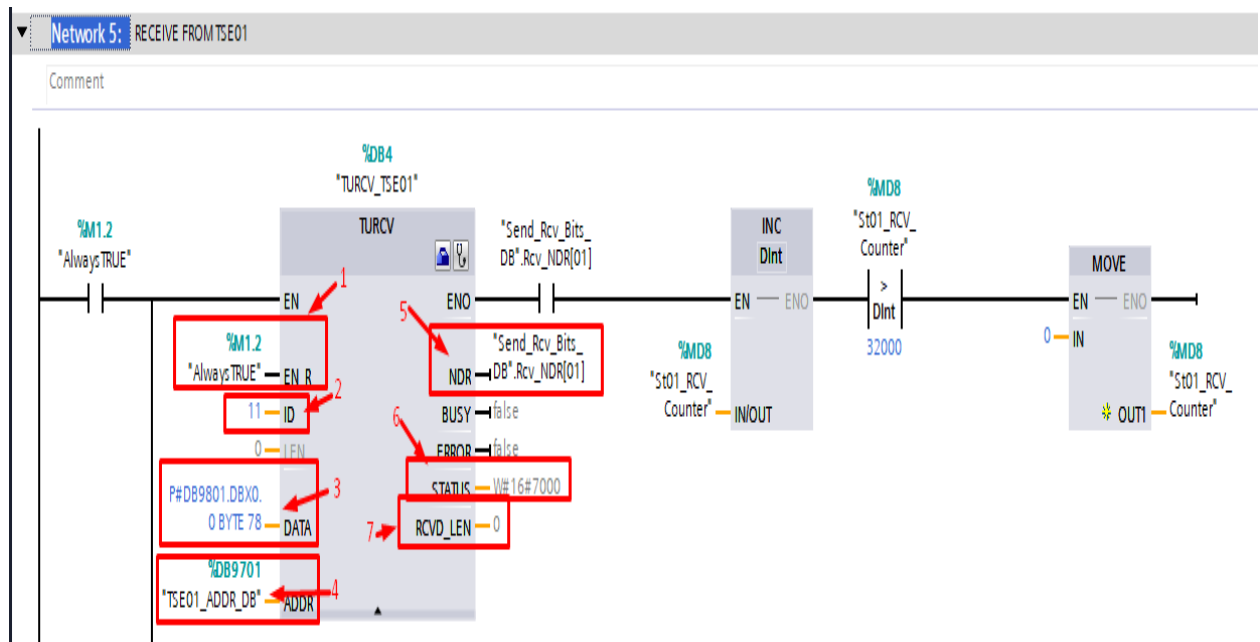 Network 5: RECEIVE FROM TSE01
Comment
%DB4
"TURCV_TSE01"
TURCV
%M1.2
"AlwaysTRUE"
EN
ENO
1
%M1.2
"AlwaysTRUE"
EN_R
11
ID
2
0
LEN
P#DB9801.DBX0.
0 BYTE 78
DATA
3
%DB9701
"TSE01_ADDR_DB"
ADDR
4
"Send_Rcv_Bits_
DB".Rcv_NDR[01]
5
NDR
"Send_Rcv_Bits_
DB".Rcv_NDR[01]
BUSY
false
6
ERROR
false
STATUS
W#16#7000
7
RCVD_LEN
0
INC
DInt
EN
ENO
%MD8
"St01_RCV_
Counter"
IN/OUT
%MD8
"St01_RCV_
Counter"
>
DInt
32000
MOVE
EN
ENO
0
IN
OUT1
%MD8
"St01_RCV_
Counter"